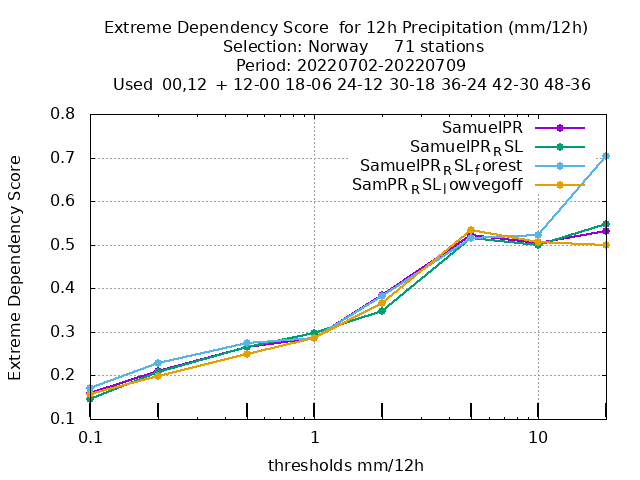 Extreme Dependency Score  for 12h Precipitation (mm/12h)
Selection: Norway     71 stations
Period: 20220702-20220709
Used  00,12  + 12-00 18-06 24-12 30-18 36-24 42-30 48-36
SamuelPR
SamuelPR_RSL
SamuelPR_RSL_forest
SamPR_RSL_lowvegoff
Extreme Dependency Score
0.8
0.7
0.6
0.5
0.4
0.3
0.2
0.1
0.1
1
10
thresholds mm/12h